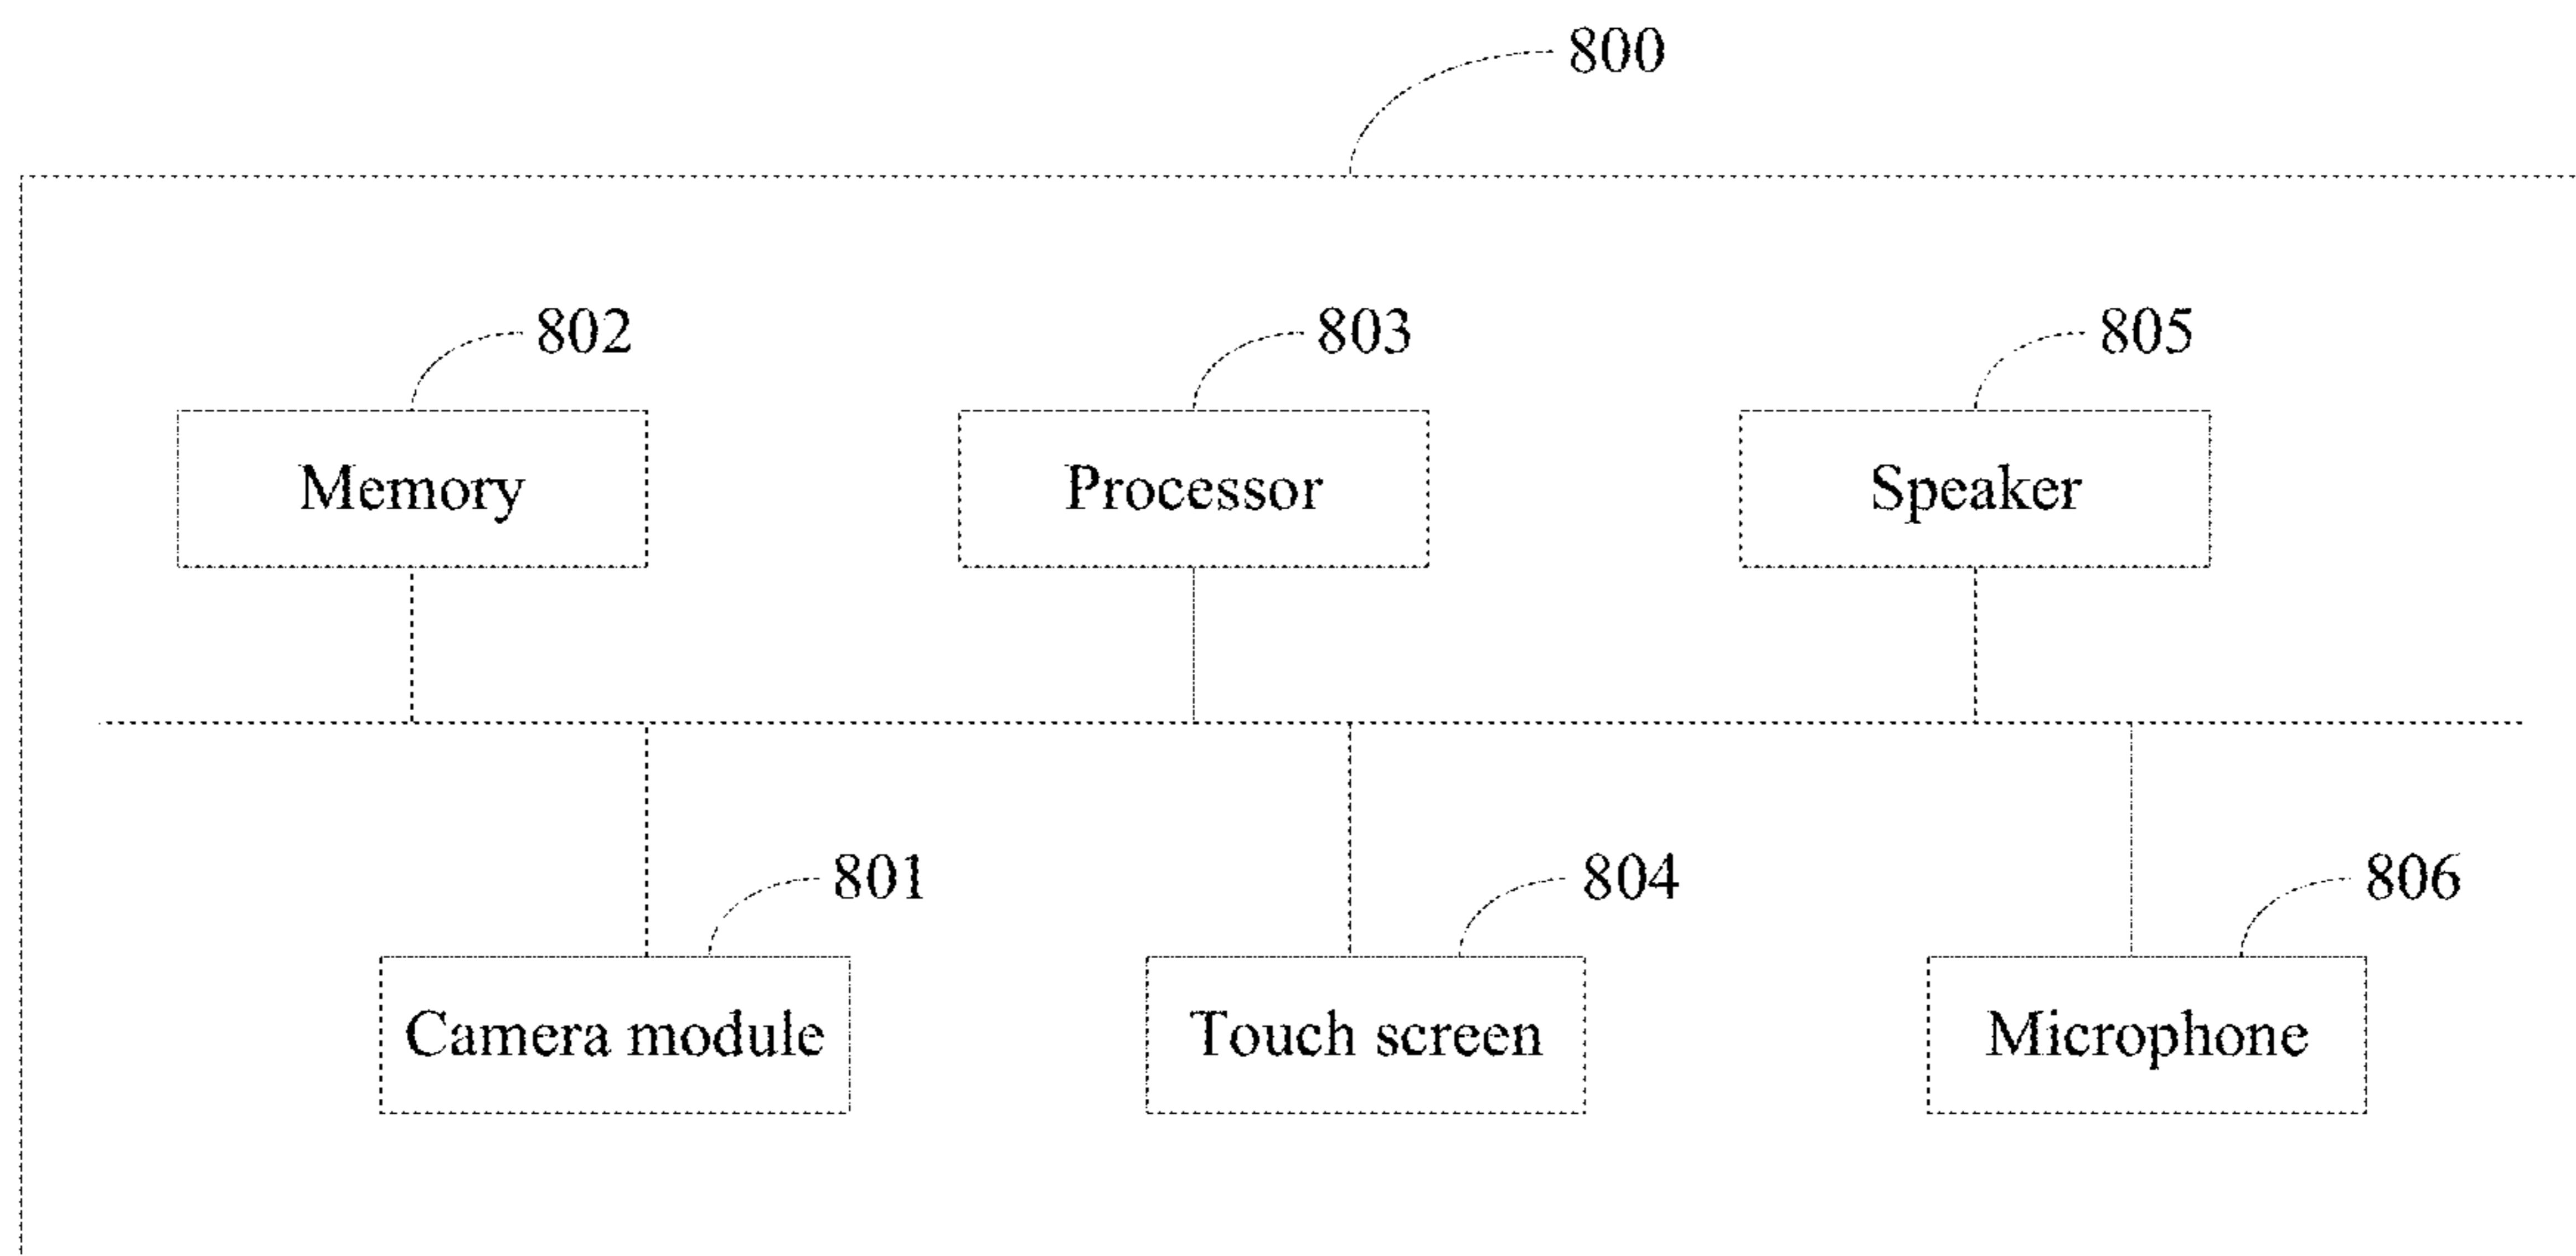 800
802
803
805
Memory
Processor
Speaker
801
804
806
Camera module
Touch screen
Microphone